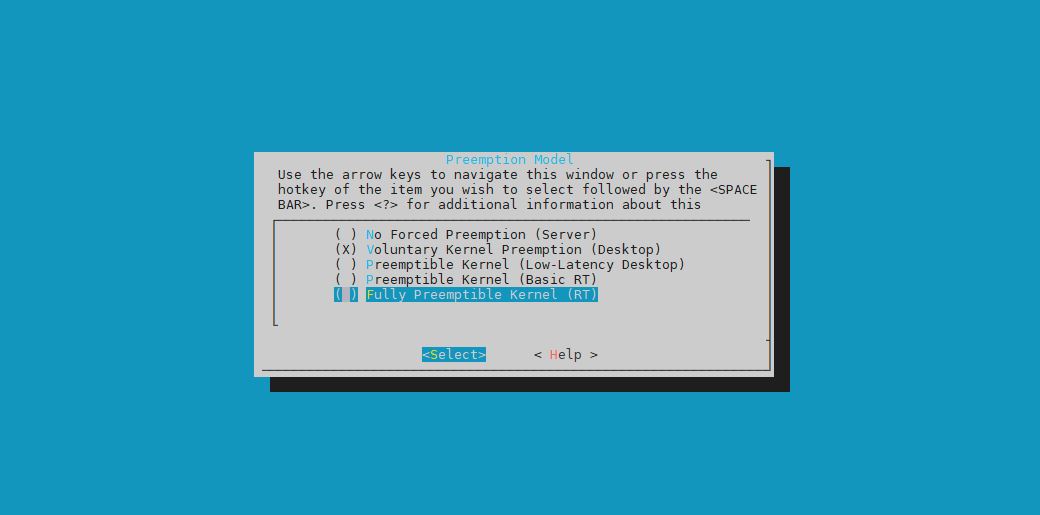 Preemption Model
Use the arrow keys to navigate this window or press the
hotkey of the item you wish to select followed by the <SPACE
BAR>. Press <?> for additional information about this
( ) No Forced Preemption (Server)
(X) Voluntary Kernel Preemption (Desktop)
( ) Preemptible Kernel (Low-Latency Desktop)
( ) Preemptible Kernel (Basic RT)
( ) Fully Preemptible Kernel (RT)
<Select> < Help >